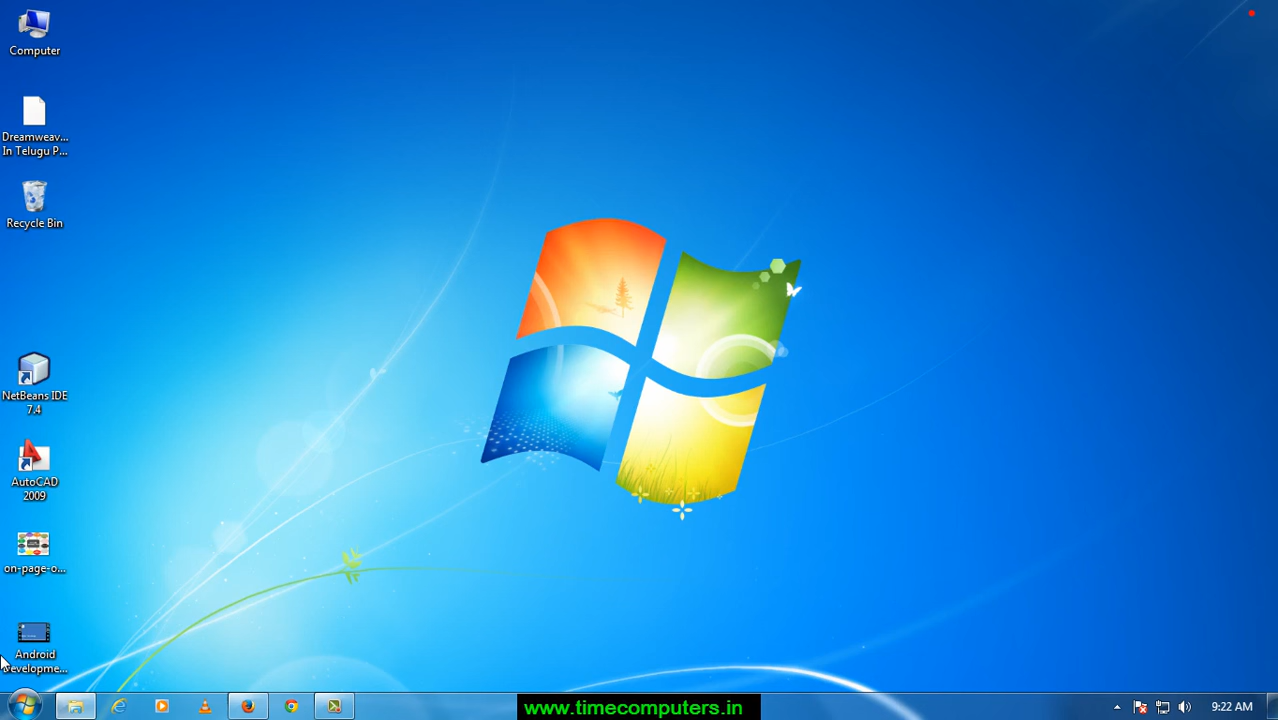 Computer
Dreamweav...
In Telugu P...
Recycle Bin
NetBeans IDE
7.4
AutoCAD
2009
on-page-o...
Android
Developme...
www.timecomputers.in
9:22 AM